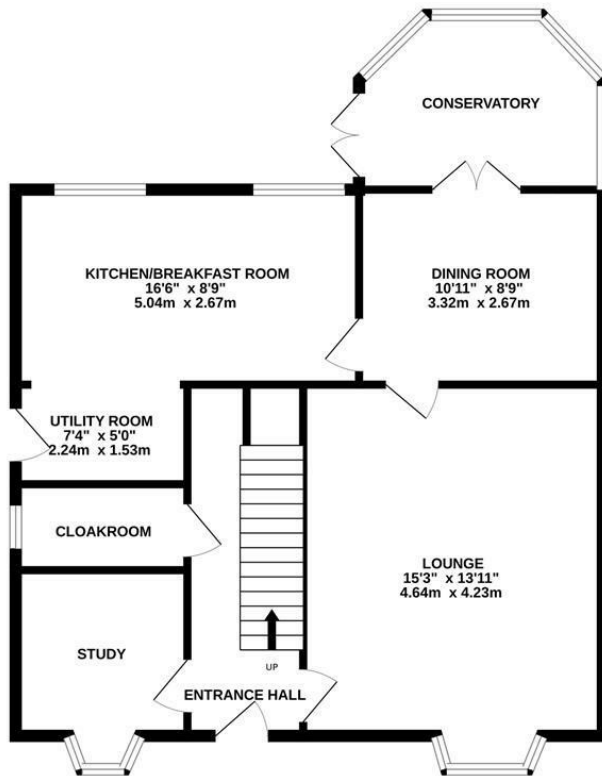 CONSERVATORY
KITCHEN/BREAKFAST ROOM
16'6" x 8'9"
5.04m x 2.67m
DINING ROOM
10'11" x 8'9"
3.32m x 2.67m
UTILITY ROOM
7'4" x 5'0"
2.24m x 1.53m
CLOAKROOM
LOUNGE
15'3" x 13'11"
4.64m x 4.23m
STUDY
UP
ENTRANCE HALL